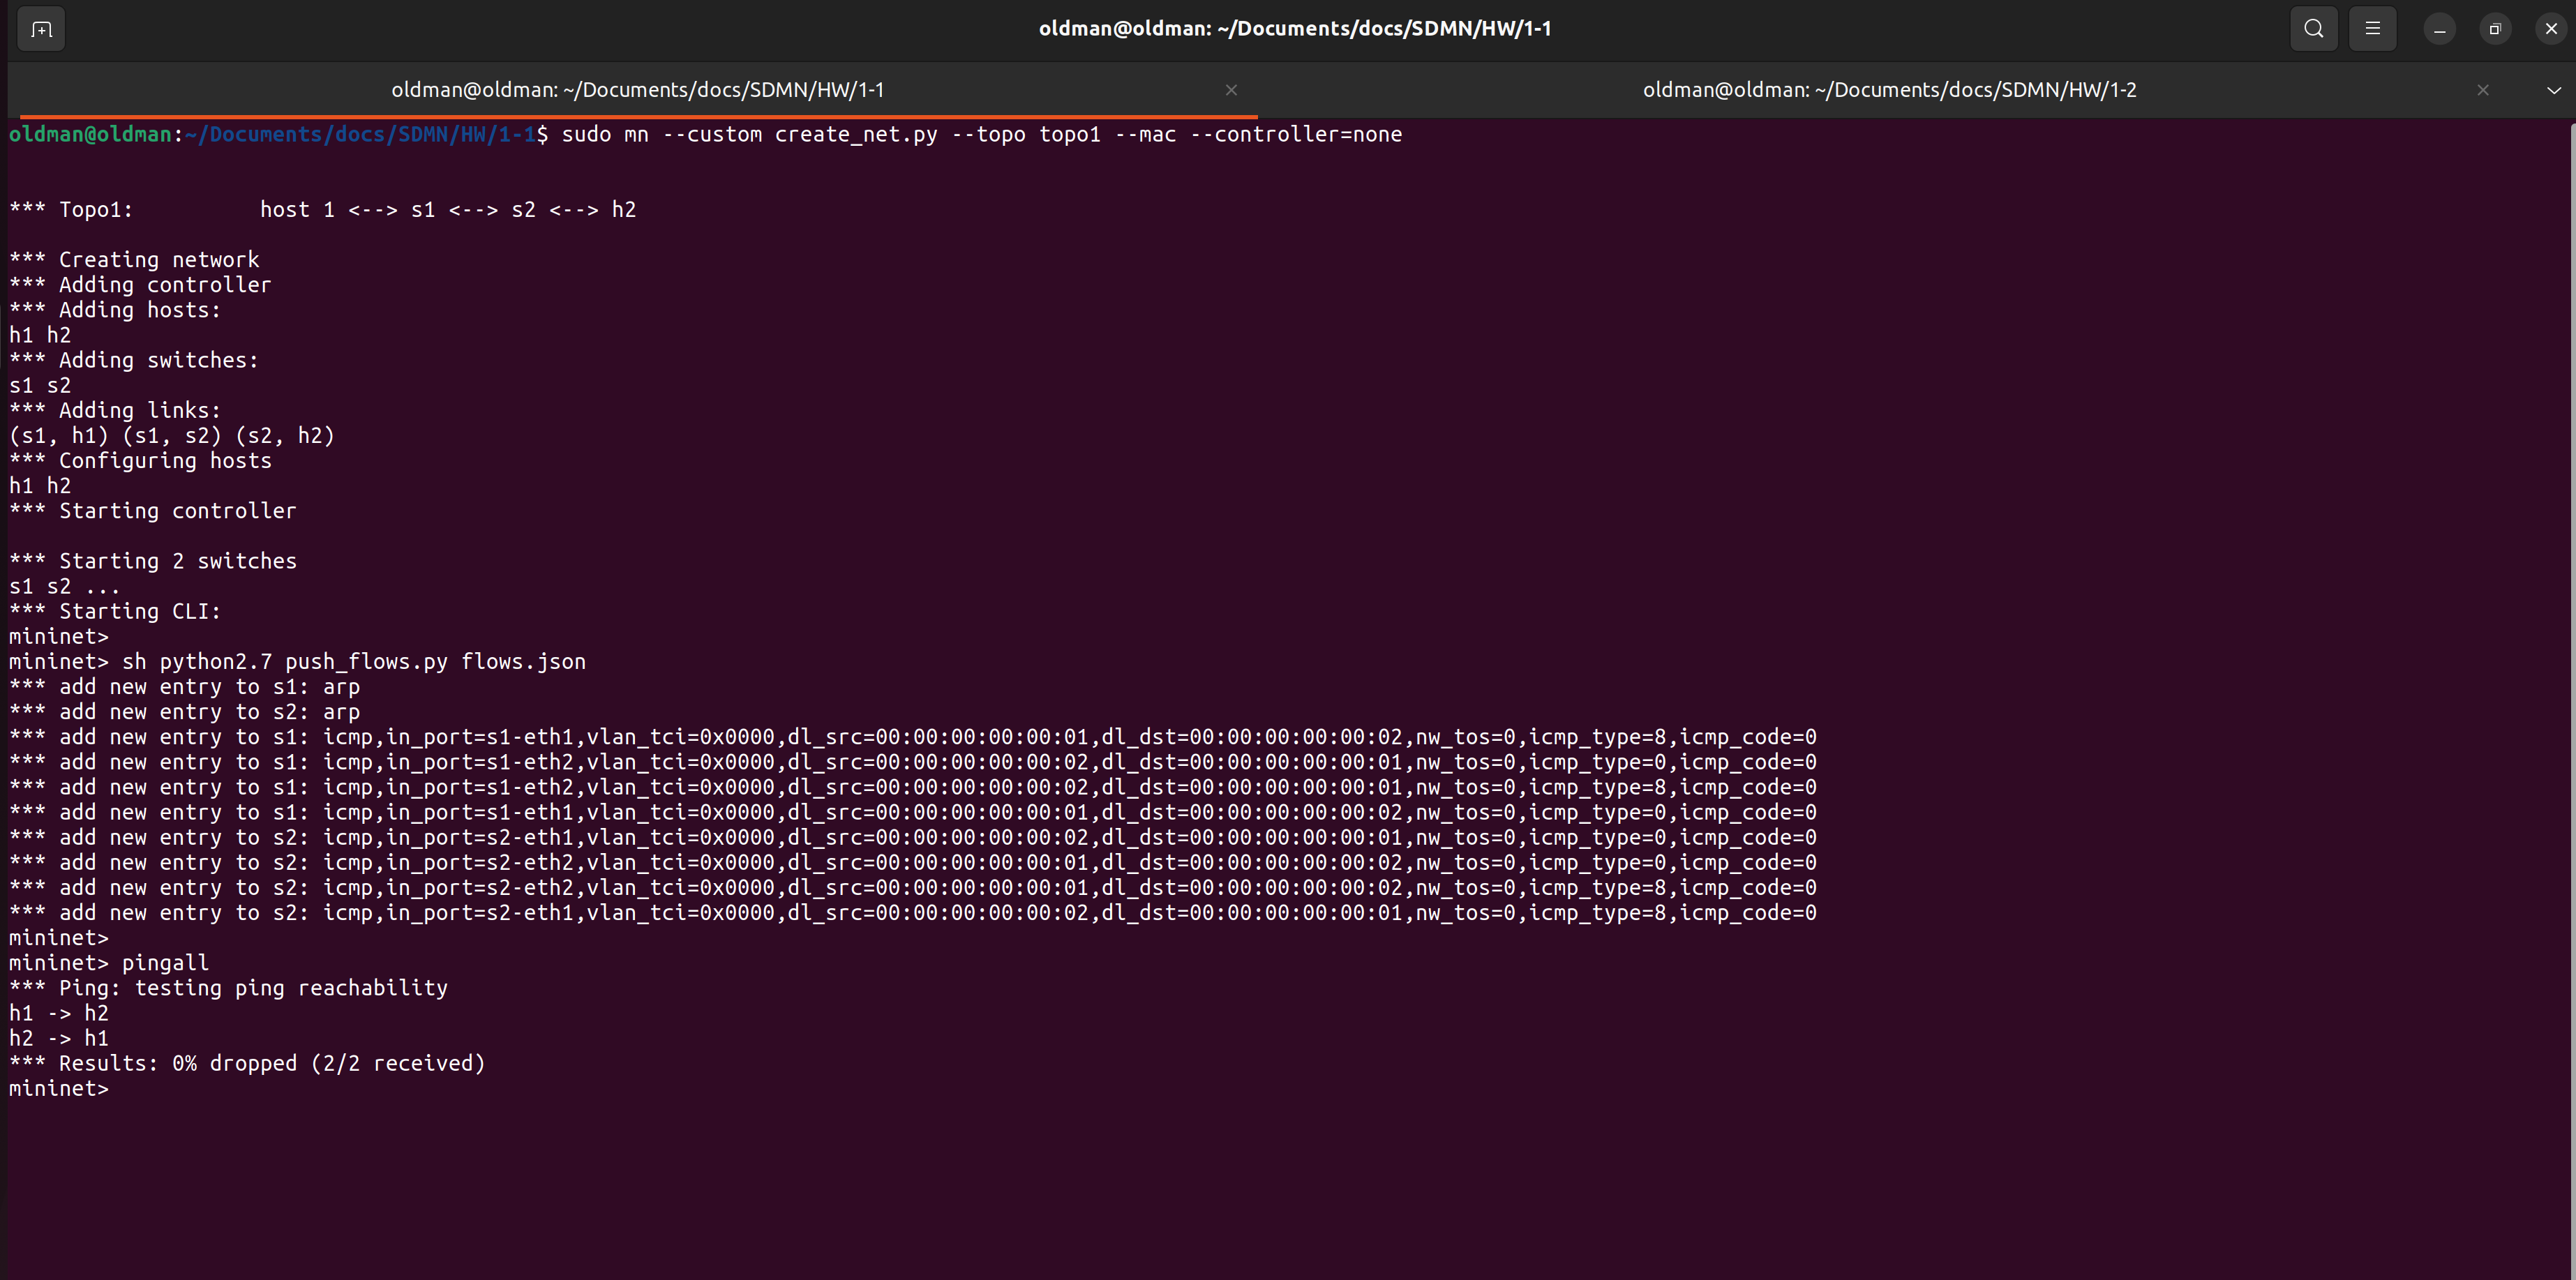 oldman@oldman: ~/Documents/docs/SDMN/HW/1-1
oldman@oldman: ~/Documents/docs/SDMN/HW/1-1
oldman@oldman: ~/Documents/docs/SDMN/HW/1-2
oldman@oldman:~/Documents/docs/SDMN/HW/1-1$ sudo mn --custom create_net.py --topo topo1 --mac --controller=none
*** Topo1:          host 1 <--> s1 <--> s2 <--> h2
*** Creating network
*** Adding controller
*** Adding hosts:
h1 h2
*** Adding switches:
s1 s2
*** Adding links:
(s1, h1) (s1, s2) (s2, h2)
*** Configuring hosts
h1 h2
*** Starting controller
*** Starting 2 switches
s1 s2 ...
*** Starting CLI:
mininet>
mininet> sh python2.7 push_flows.py flows.json
*** add new entry to s1: arp
*** add new entry to s2: arp
*** add new entry to s1: icmp,in_port=s1-eth1,vlan_tci=0x0000,dl_src=00:00:00:00:00:01,dl_dst=00:00:00:00:00:02,nw_tos=0,icmp_type=8,icmp_code=0
*** add new entry to s1: icmp,in_port=s1-eth2,vlan_tci=0x0000,dl_src=00:00:00:00:00:02,dl_dst=00:00:00:00:00:01,nw_tos=0,icmp_type=0,icmp_code=0
*** add new entry to s1: icmp,in_port=s1-eth2,vlan_tci=0x0000,dl_src=00:00:00:00:00:02,dl_dst=00:00:00:00:00:01,nw_tos=0,icmp_type=8,icmp_code=0
*** add new entry to s1: icmp,in_port=s1-eth1,vlan_tci=0x0000,dl_src=00:00:00:00:00:01,dl_dst=00:00:00:00:00:02,nw_tos=0,icmp_type=0,icmp_code=0
*** add new entry to s2: icmp,in_port=s2-eth1,vlan_tci=0x0000,dl_src=00:00:00:00:00:02,dl_dst=00:00:00:00:00:01,nw_tos=0,icmp_type=0,icmp_code=0
*** add new entry to s2: icmp,in_port=s2-eth2,vlan_tci=0x0000,dl_src=00:00:00:00:00:01,dl_dst=00:00:00:00:00:02,nw_tos=0,icmp_type=0,icmp_code=0
*** add new entry to s2: icmp,in_port=s2-eth2,vlan_tci=0x0000,dl_src=00:00:00:00:00:01,dl_dst=00:00:00:00:00:02,nw_tos=0,icmp_type=8,icmp_code=0
*** add new entry to s2: icmp,in_port=s2-eth1,vlan_tci=0x0000,dl_src=00:00:00:00:00:02,dl_dst=00:00:00:00:00:01,nw_tos=0,icmp_type=8,icmp_code=0
mininet>
mininet> pingall
*** Ping: testing ping reachability
h1 -> h2
h2 -> h1
*** Results: 0% dropped (2/2 received)
mininet>